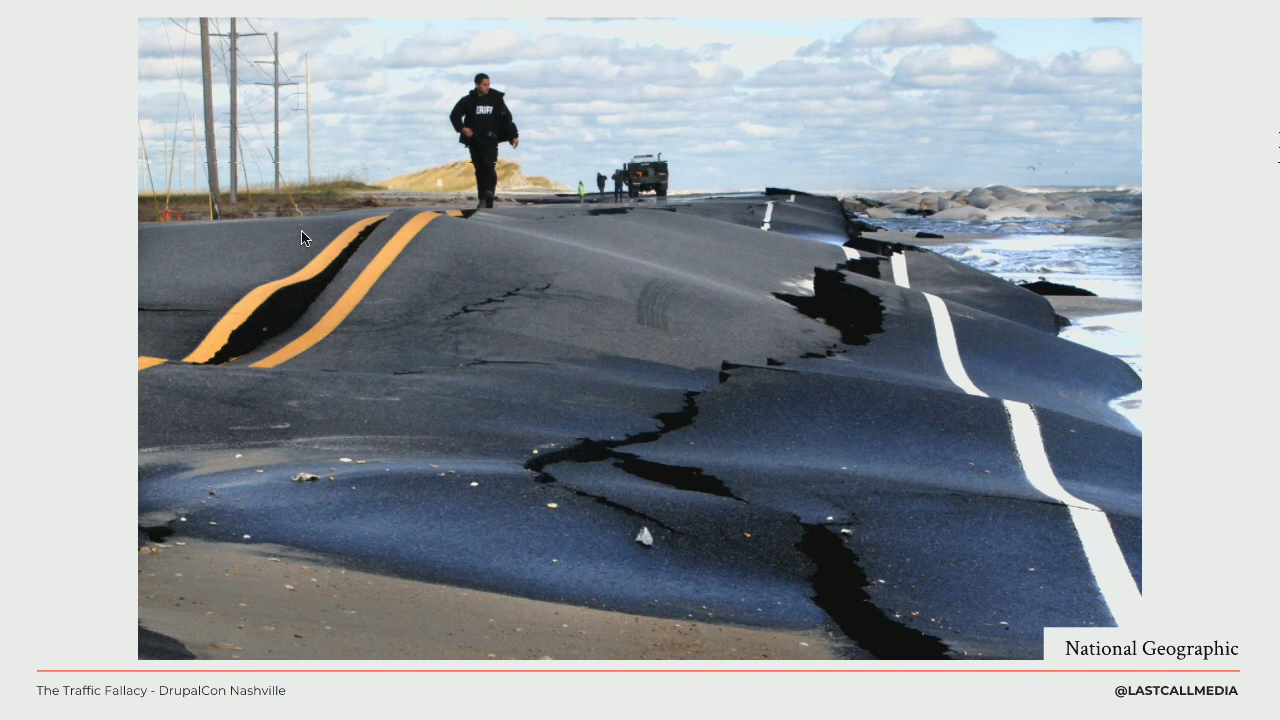 ERIFF
National Geographic
The Traffic Fallacy - DrupalCon Nashville
@LASTCALLMEDIA